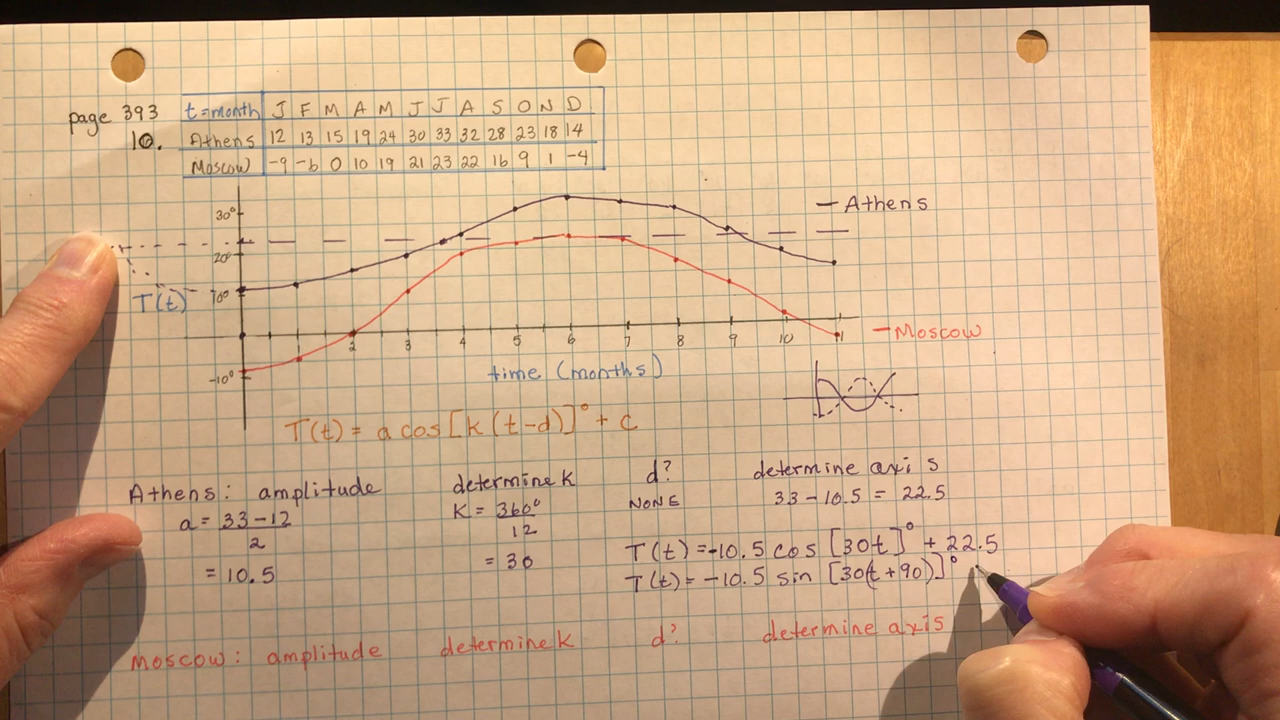 page 393
10.
t=month J F M A M J J A S O N D
Athens 12 13 15 19 24 30 33 32 28 23 18 14
Moscow -9 -6 0 10 19 21 23 22 16 9 1 -4
30°
20°
10°
-10°
T(t)
2 3 4 5 6 7 8 9 10 11
time (months)
— Athens
— Moscow
T(t) = a cos [k (t-d)]° + c
Athens: amplitude
a = 33-12
2
= 10.5
determine k
K = 360°
12
= 30
d?
NONE
determine axis
33 - 10.5 = 22.5
T(t) = -10.5 cos [30t]° + 22.5
T(t) = -10.5 sin [30(t+90)]°
Moscow: amplitude determine k d? determine axis